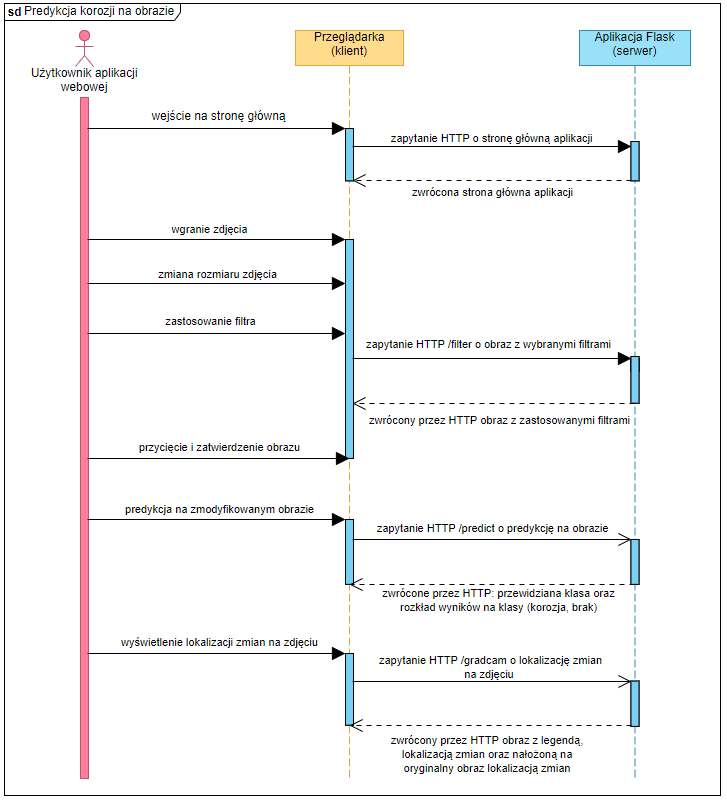 sd Predykcja korozji na obrazie
Użytkownik aplikacji
webowej
Przeglądarka
(klient)
Aplikacja Flask
(serwer)
wejście na stronę główną
zapytanie HTTP o stronę główną aplikacji
zwrócona strona główna aplikacji
wgranie zdjęcia
zmiana rozmiaru zdjęcia
zastosowanie filtra
zapytanie HTTP /filter o obraz z wybranymi filtrami
zwrócony przez HTTP obraz z zastosowanymi filtrami
przycięcie i zatwierdzenie obrazu
predykcja na zmodyfikowanym obrazie
zapytanie HTTP /predict o predykcję na obrazie
zwrócone przez HTTP: przewidziana klasa oraz
rozkład wyników na klasy (korozja, brak)
wyświetlenie lokalizacji zmian na zdjęciu
zapytanie HTTP /gradcam o lokalizację zmian
na zdjęciu
zwrócony przez HTTP obraz z legendą,
lokalizacją zmian oraz nałożoną na
oryginalny obraz lokalizacją zmian